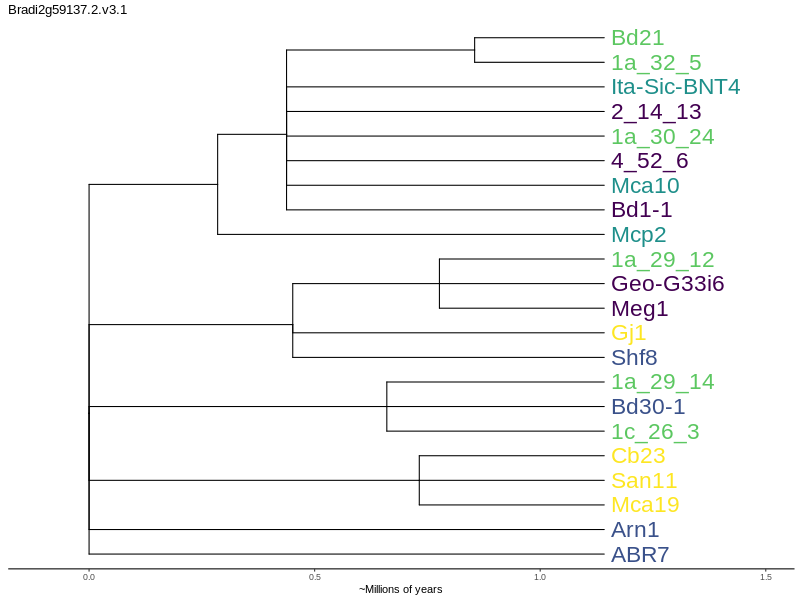 Bradi2g59137.2.v3.1
Bd21
1a_32_5
Ita-Sic-BNT4
2_14_13
1a_30_24
4_52_6
Mca10
Bd1-1
Mcp2
1a_29_12
Geo-G33i6
Meg1
Gj1
Shf8
1a_29_14
Bd30-1
1c_26_3
Cb23
San11
Mca19
Arn1
ABR7
0.0 0.5 1.0 1.5
~Millions of years